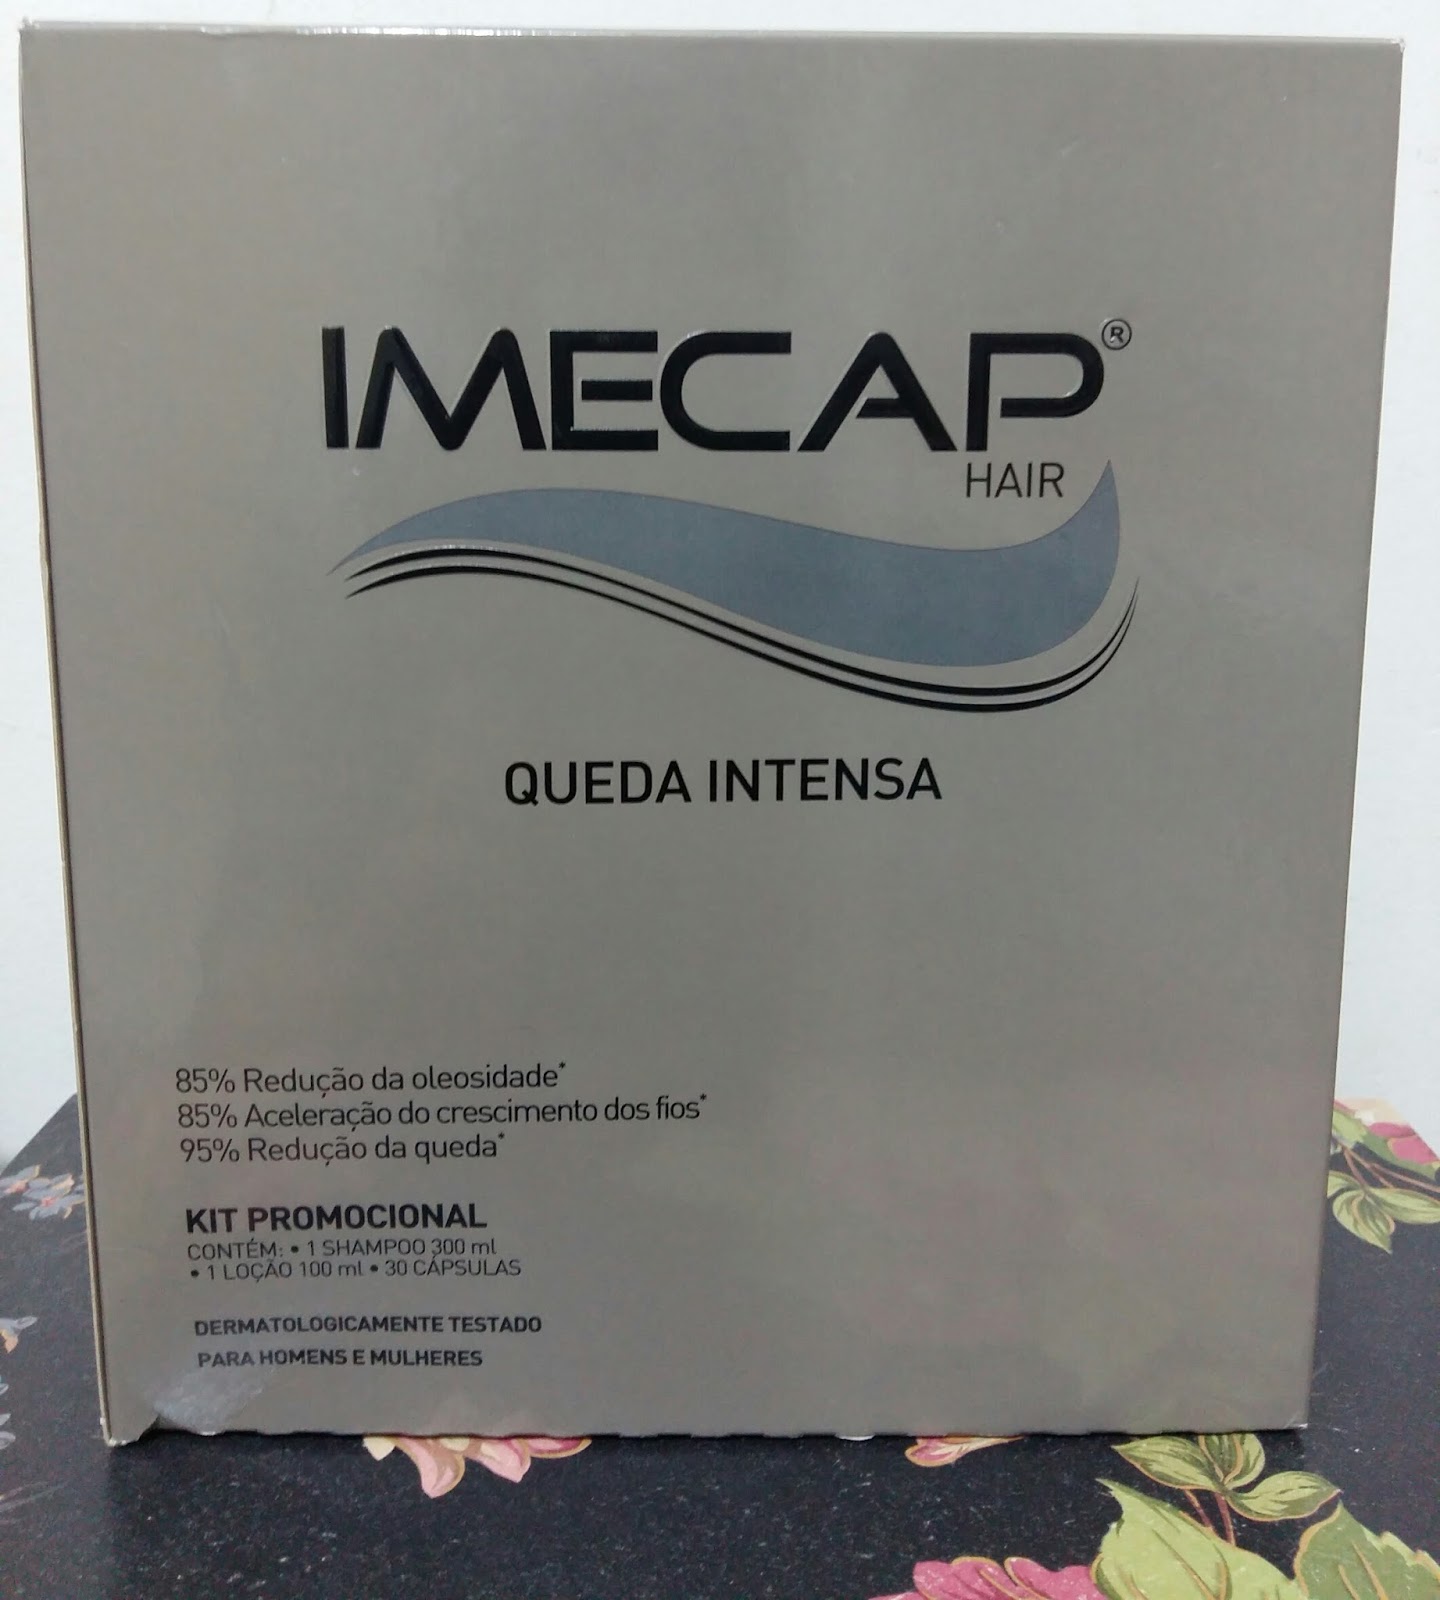 IMECAP®
HAIR
QUEDA INTENSA
85% Redução da oleosidade*
85% Aceleração do crescimento dos fios*
95% Redução da queda*
KIT PROMOCIONAL
CONTÉM: • 1 SHAMPOO 300 ml
• 1 LOÇÃO 100 ml • 30 CÁPSULAS
DERMATOLOGICAMENTE TESTADO
PARA HOMENS E MULHERES